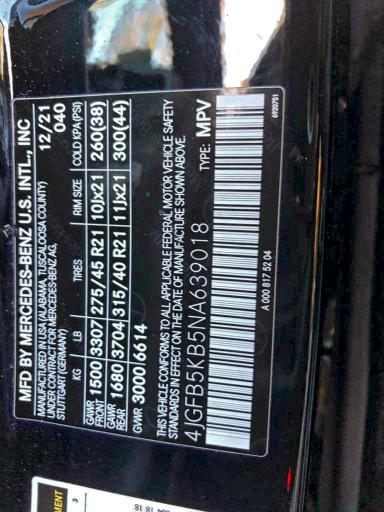 MFD BY MERCEDES-BENZ U.S. INTL., INC
MANUFACTURED IN USA (ALABAMA, TUSCALOOSA COUNTY)
UNDER CONTRACT FOR MERCEDES-BENZ AG,
STUTTGART (GERMANY)
12/21
040
KG LB TIRES RIM SIZE COLD KPA(PSI)
GAWR FRONT 1500 3307 275/45 R21 10Jx21 260(38)
GAWR REAR 1680 3704 315/40 R21 11Jx21 300(44)
GVWR 3000/6614
THIS VEHICLE CONFORMS TO ALL APPLICABLE FEDERAL MOTOR VEHICLE SAFETY
STANDARDS IN EFFECT ON THE DATE OF MANUFACTURE SHOWN ABOVE.
4JGFB5KB5NA639018 TYPE: MPV
A 000 817 52 04
6920751